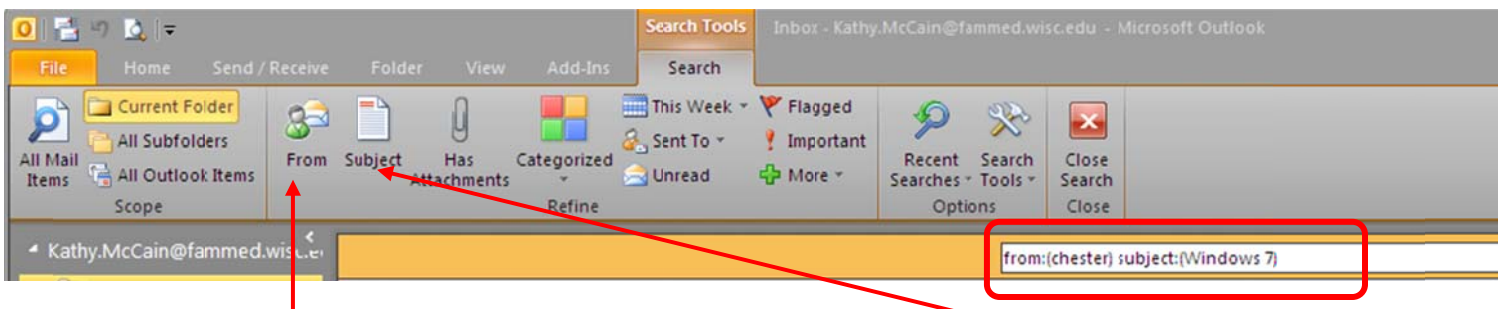 Search Tools Inbox - Kathy.McCain@fammed.wisc.edu - Microsoft Outlook
File Home Send / Receive Folder View Add-Ins Search
All Mail Items
Current Folder
All Subfolders
All Outlook Items
Scope
From
Subject
Has Attachments
Categorized
This Week
Sent To
Unread
Flagged
Important
More
Refine
Recent Searches
Search Tools
Options
Close Search
Close
Kathy.McCain@fammed.wisc.e
from:(chester) subject:(Windows 7)